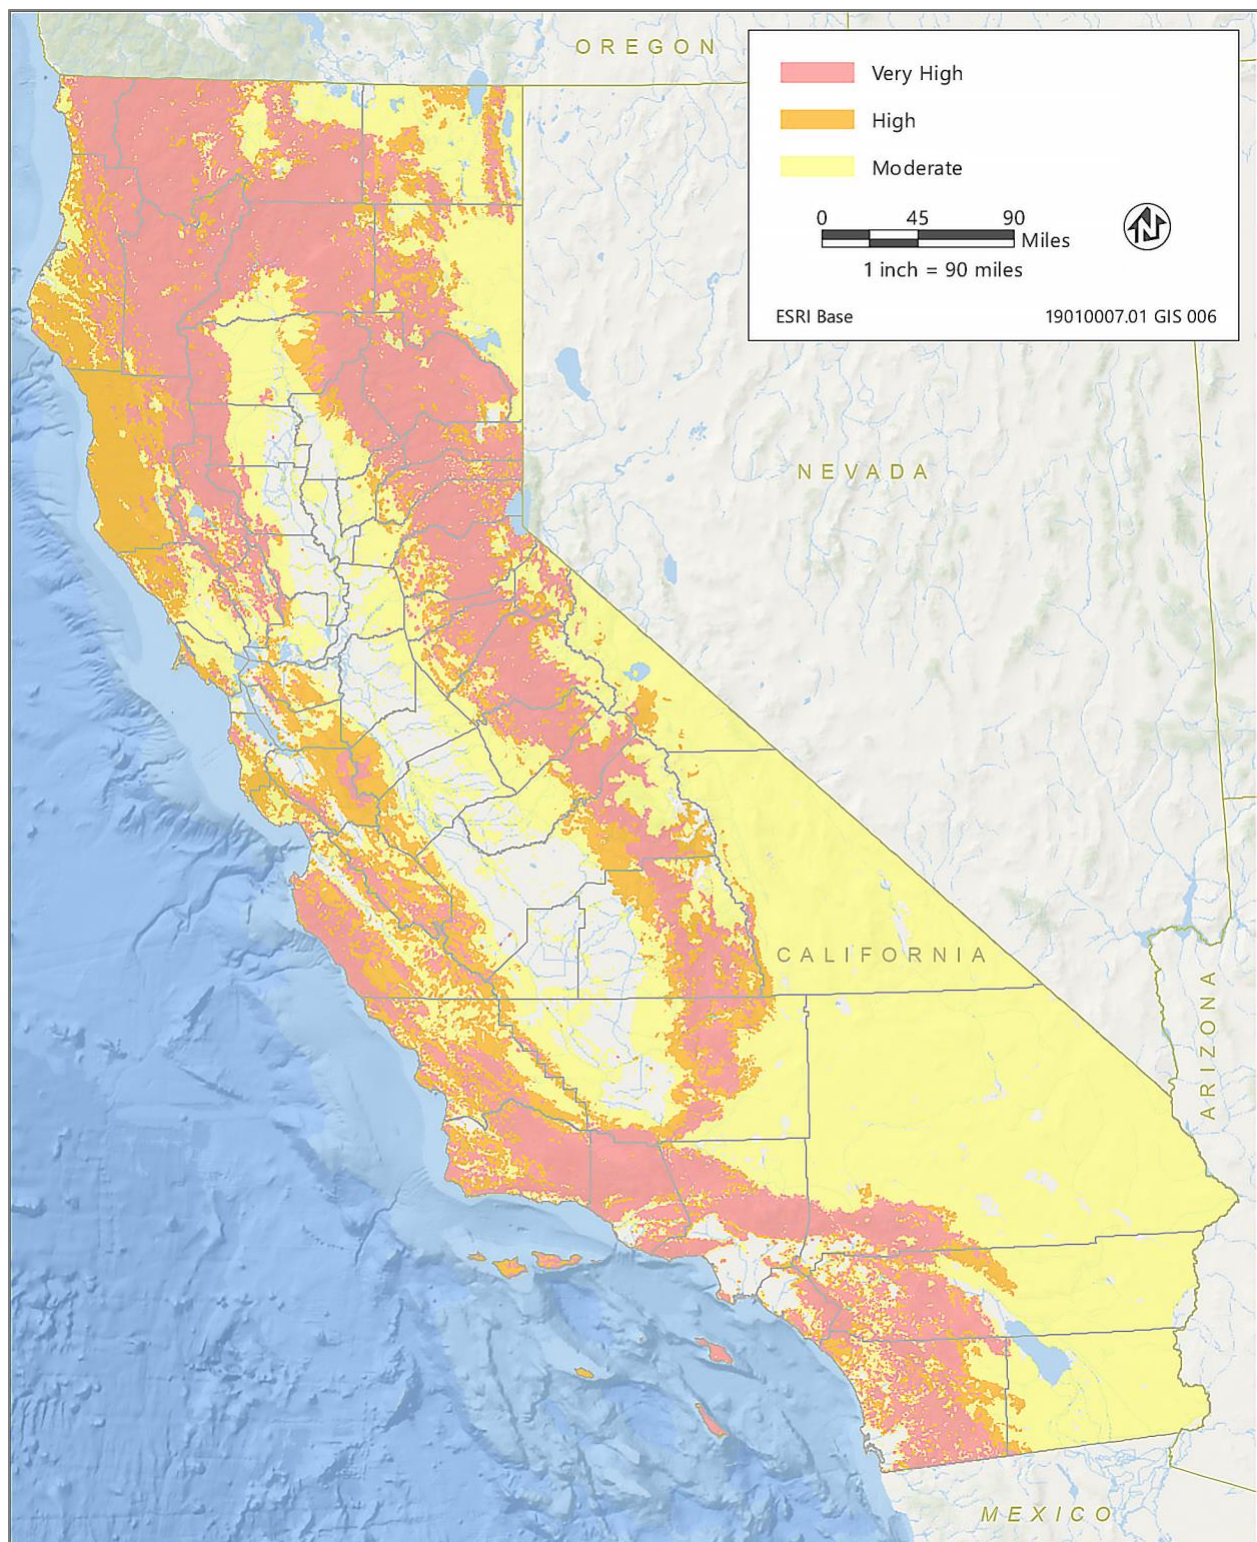 OREGON
Very High
High
Moderate
0 45 90
Miles
1 inch = 90 miles
ESRI Base 19010007.01 GIS 006
NEVADA
CALIFORNIA
ARIZONA
MEXICO
N